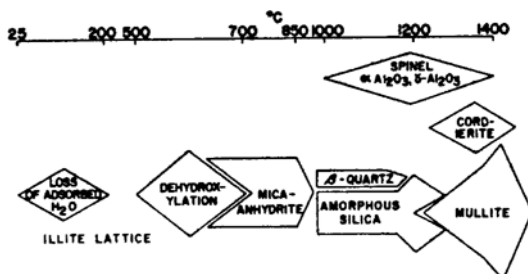 °C
25 200 500 700 850 1000 1200 1400
SPINEL
αAl₂O₃, δ-Al₂O₃
CORD-
IERITE
LOSS
OF ADSORBED
H₂O
DEHYDROX-
YLATION
MICA-
ANHYDRITE
β-QUARTZ
AMORPHOUS
SILICA
MULLITE
ILLITE LATTICE